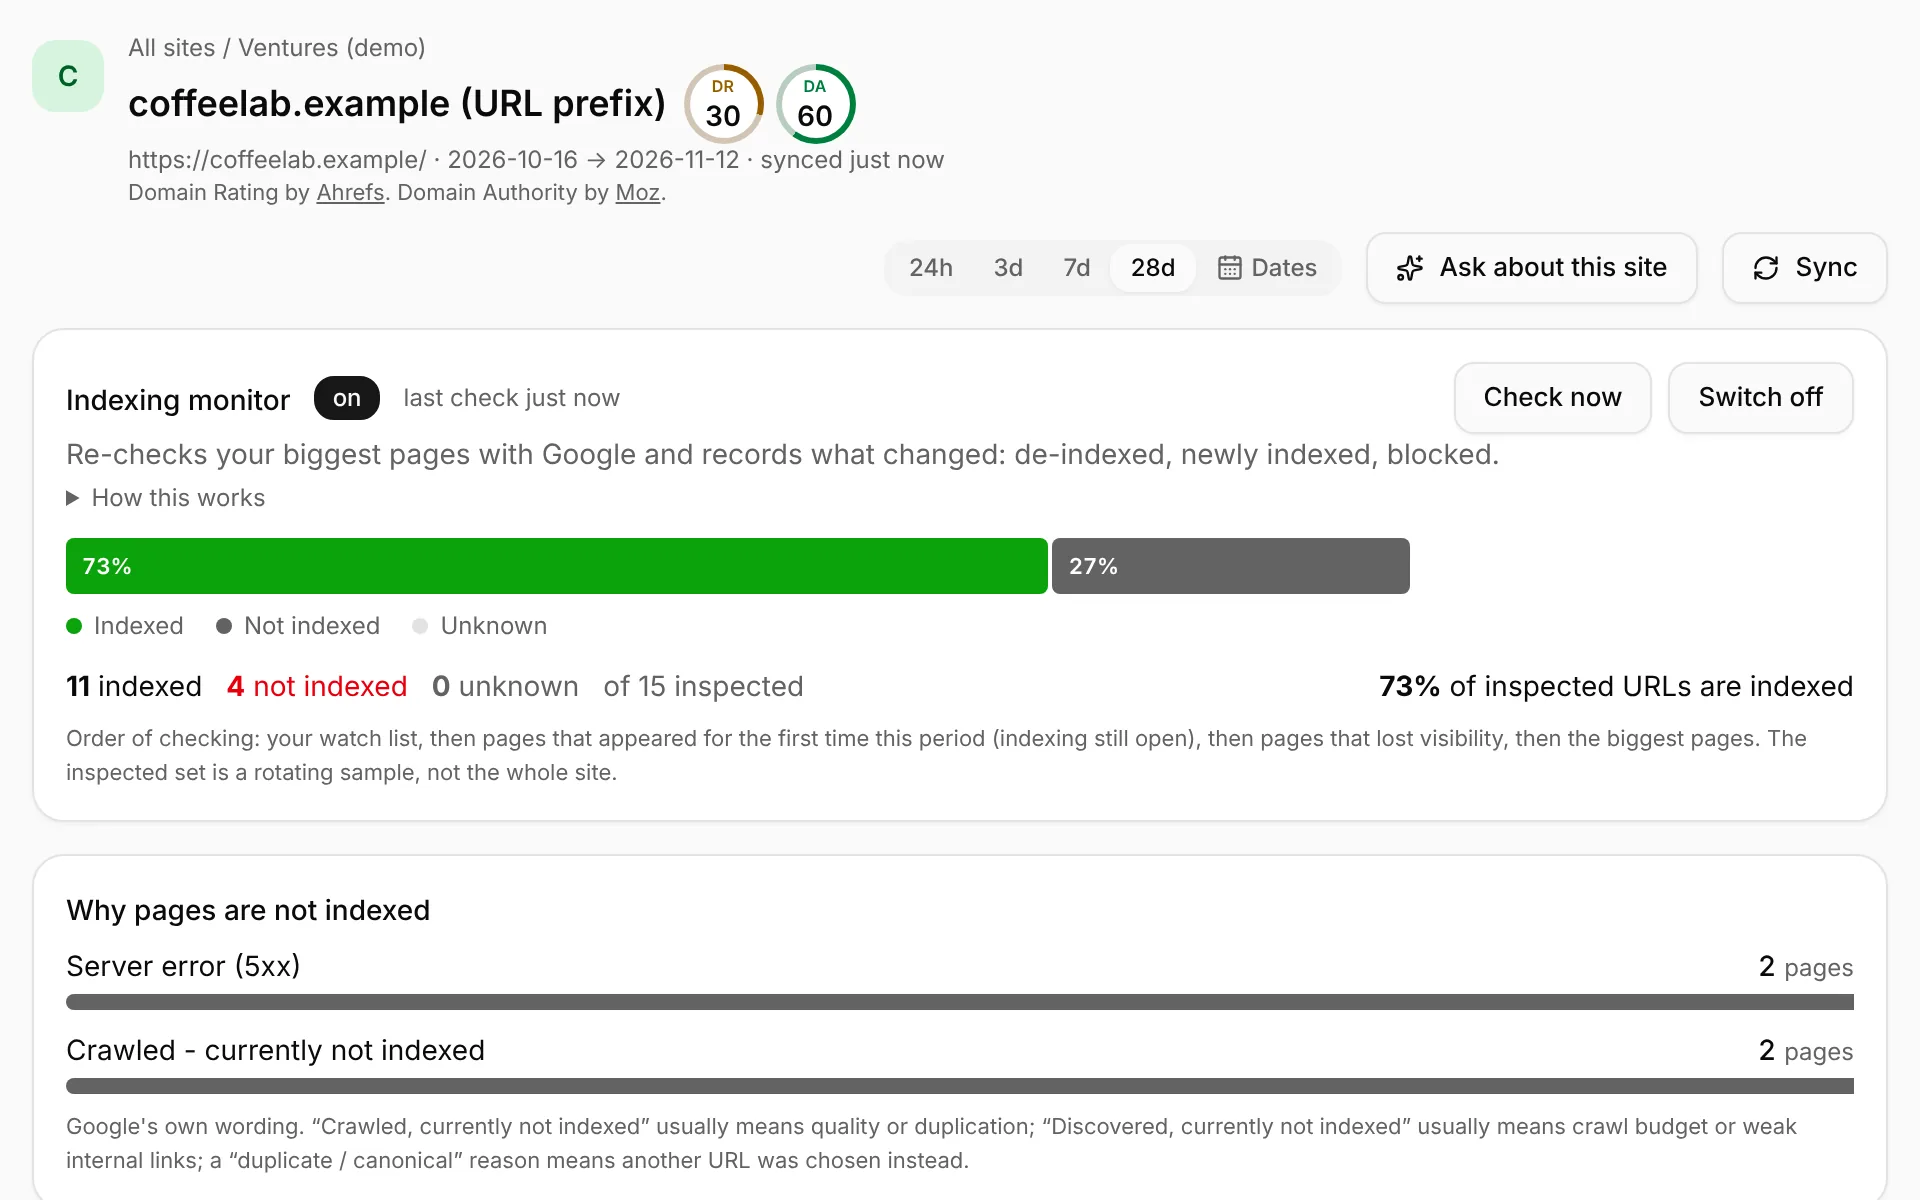 C
All sites / Ventures (demo)
coffeelab.example (URL prefix)
DR
30
DA
60
https://coffeelab.example/ · 2026-10-16 → 2026-11-12 · synced just now
Domain Rating by Ahrefs. Domain Authority by Moz.
24h 3d 7d 28d Dates
Ask about this site
Sync
Indexing monitor on last check just now
Check now
Switch off
Re-checks your biggest pages with Google and records what changed: de-indexed, newly indexed, blocked.
▶ How this works
73% 27%
Indexed Not indexed Unknown
11 indexed 4 not indexed 0 unknown of 15 inspected
73% of inspected URLs are indexed
Order of checking: your watch list, then pages that appeared for the first time this period (indexing still open), then pages that lost visibility, then the biggest pages. The
inspected set is a rotating sample, not the whole site.
Why pages are not indexed
Server error (5xx) 2 pages
Crawled - currently not indexed 2 pages
Google's own wording. “Crawled, currently not indexed” usually means quality or duplication; “Discovered, currently not indexed” usually means crawl budget or weak
internal links; a “duplicate / canonical” reason means another URL was chosen instead.